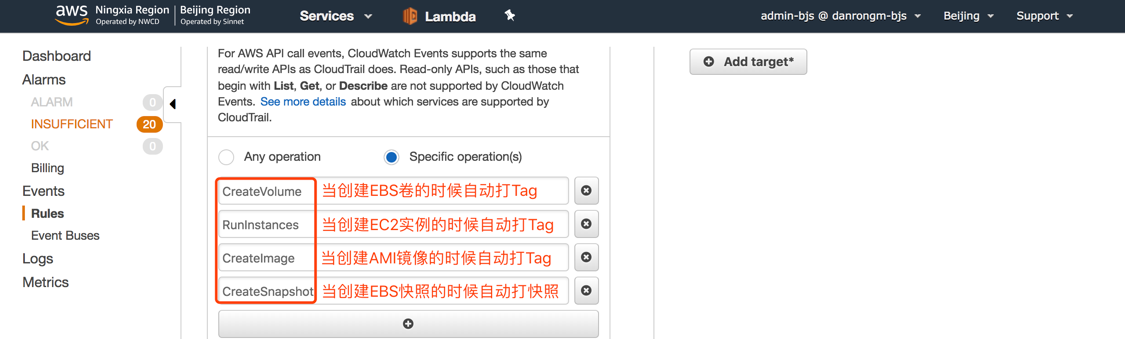 aws
Ningxia Region
Operated by NWCD
Beijing Region
Operated by Sinnet
Services
Lambda
admin-bjs @ danrongm-bjs
Beijing
Support
Dashboard
Alarms
ALARM 0
INSUFFICIENT 20
OK 0
Billing
Events
Rules
Event Buses
Logs
Metrics
For AWS API call events, CloudWatch Events supports the same
read/write APIs as CloudTrail does. Read-only APIs, such as those that
begin with List, Get, or Describe are not supported by CloudWatch
Events. See more details about which services are supported by
CloudTrail.
Any operation
Specific operation(s)
CreateVolume 当创建EBS卷的时候自动打Tag
RunInstances 当创建EC2实例的时候自动打Tag
CreateImage 当创建AMI镜像的时候自动打Tag
CreateSnapshot 当创建EBS快照的时候自动打快照
Add target*